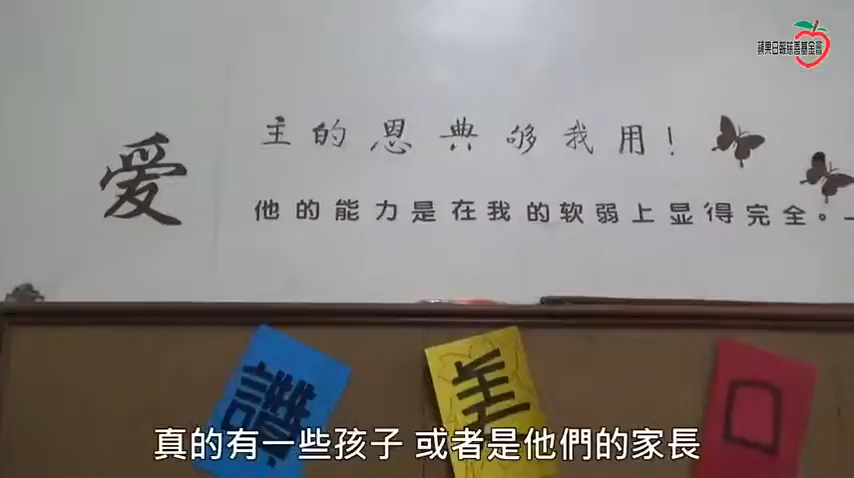 蘋果日報慈善基金會
爱
主的恩典够我用!
他的能力是在我的软弱上显得完全。
讚 美 口
真的有一些孩子 或者是他們的家長